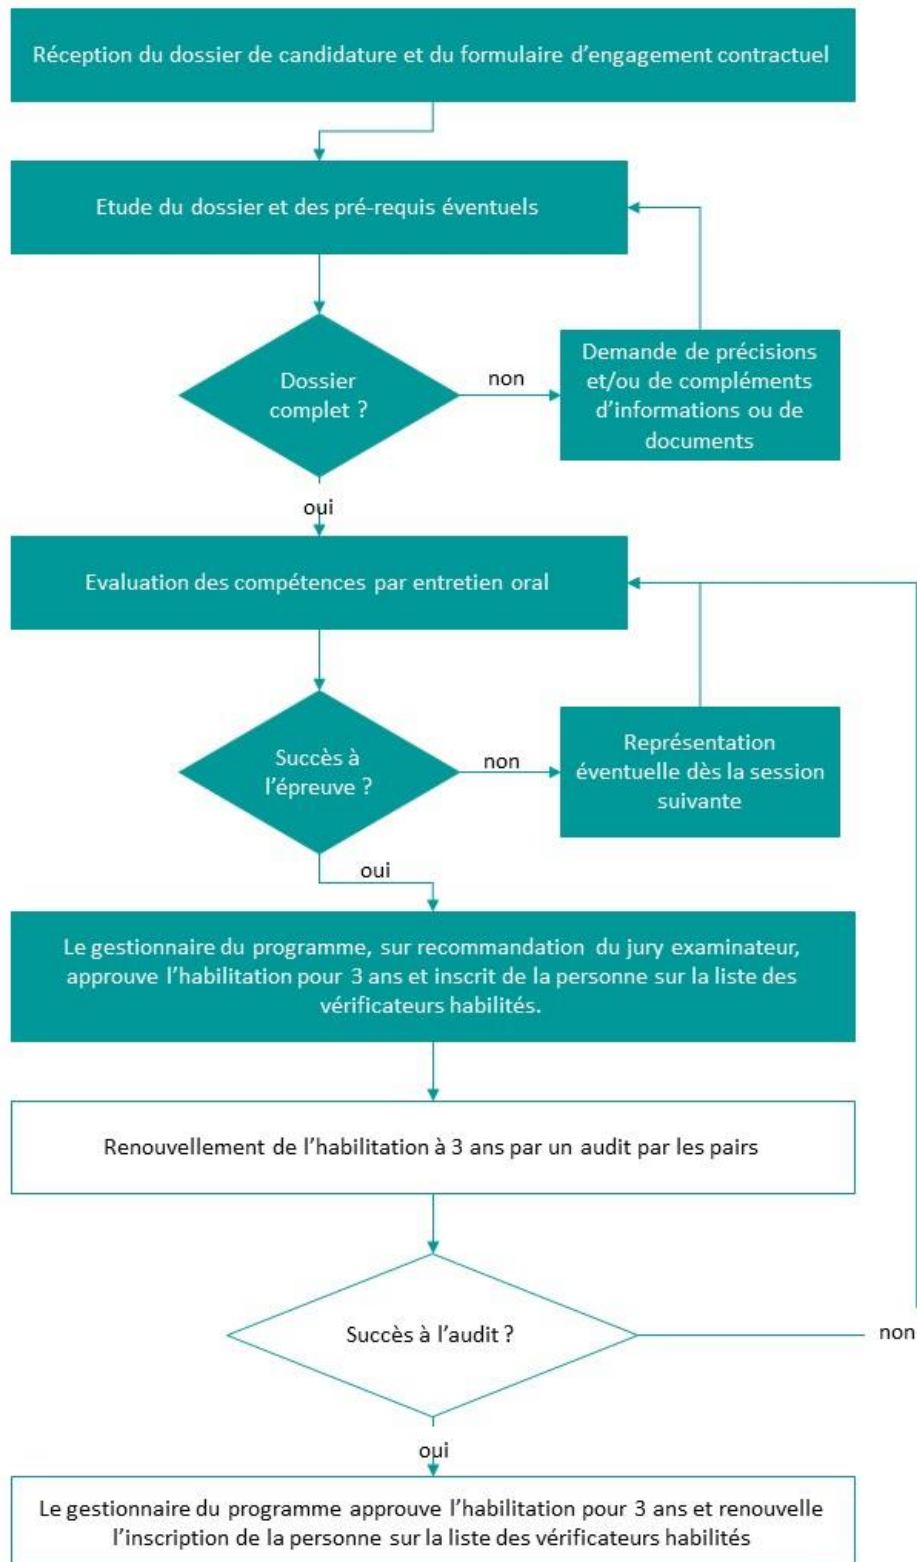 Réception du dossier de candidature et du formulaire d'engagement contractuel
Etude du dossier et des pré-requis éventuels
Dossier
complet ?
non
Demande de précisions
et/ou de compléments
d'informations ou de
documents
oui
Evaluation des compétences par entretien oral
Succès à
l'épreuve ?
non
Représentation
éventuelle dès la session
suivante
oui
Le gestionnaire du programme, sur recommandation du jury examinateur,
approuve l'habilitation pour 3 ans et inscrit de la personne sur la liste des
vérificateurs habilités.
Renouvellement de l'habilitation à 3 ans par un audit par les pairs
Succès à l'audit ?
non
oui
Le gestionnaire du programme approuve l'habilitation pour 3 ans et renouvelle
l'inscription de la personne sur la liste des vérificateurs habilités